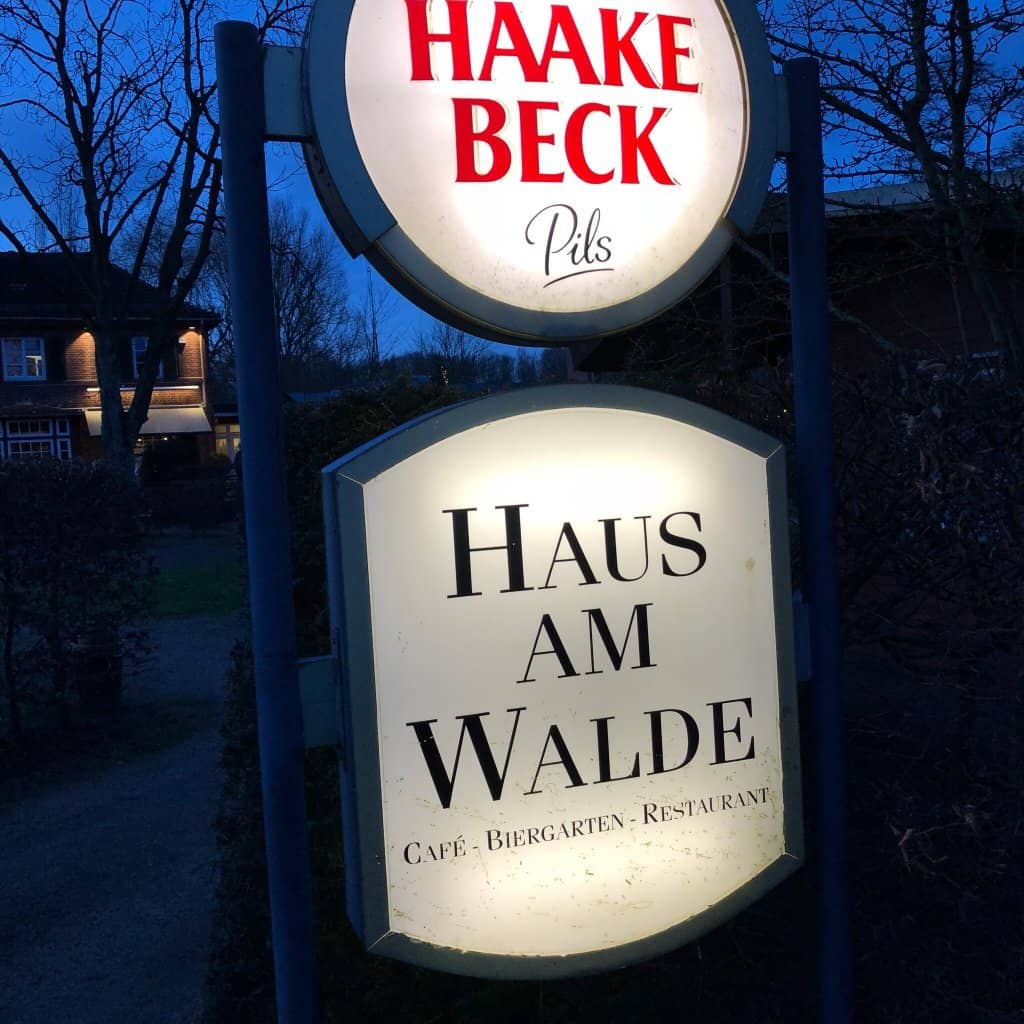 HAAKE
BECK
Pils
HAUS
AM
WALDE
CAFÉ - BIERGARTEN - RESTAURANT